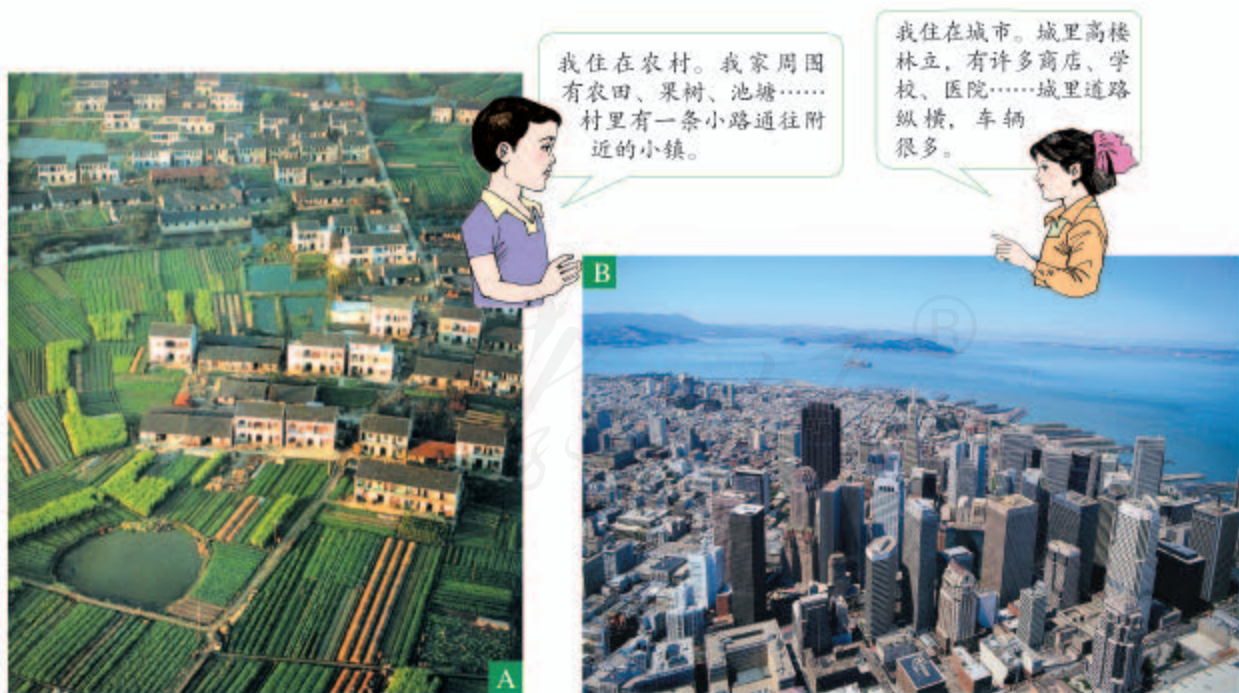 我住在农村。我家周围
有农田、果树、池塘……
村里有一条小路通往附
近的小镇。
我住在城市。城里高楼
林立，有许多商店、学
校、医院……城里道路
纵横，车辆
很多。
B
A